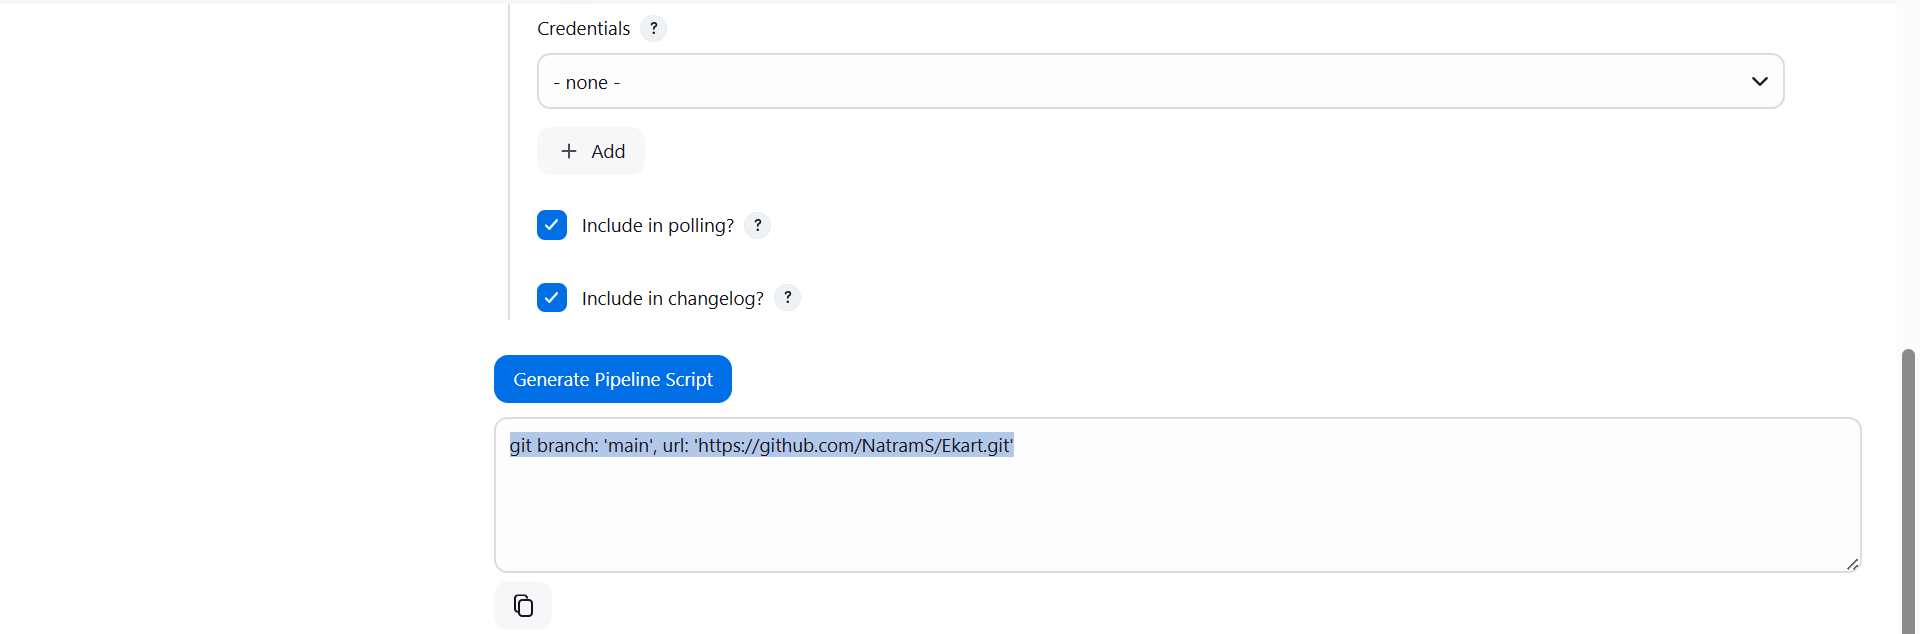 Credentials ?
- none -
+ Add
Include in polling? ?
Include in changelog? ?
Generate Pipeline Script
git branch: 'main', url: 'https://github.com/NatramS/Ekart.git'